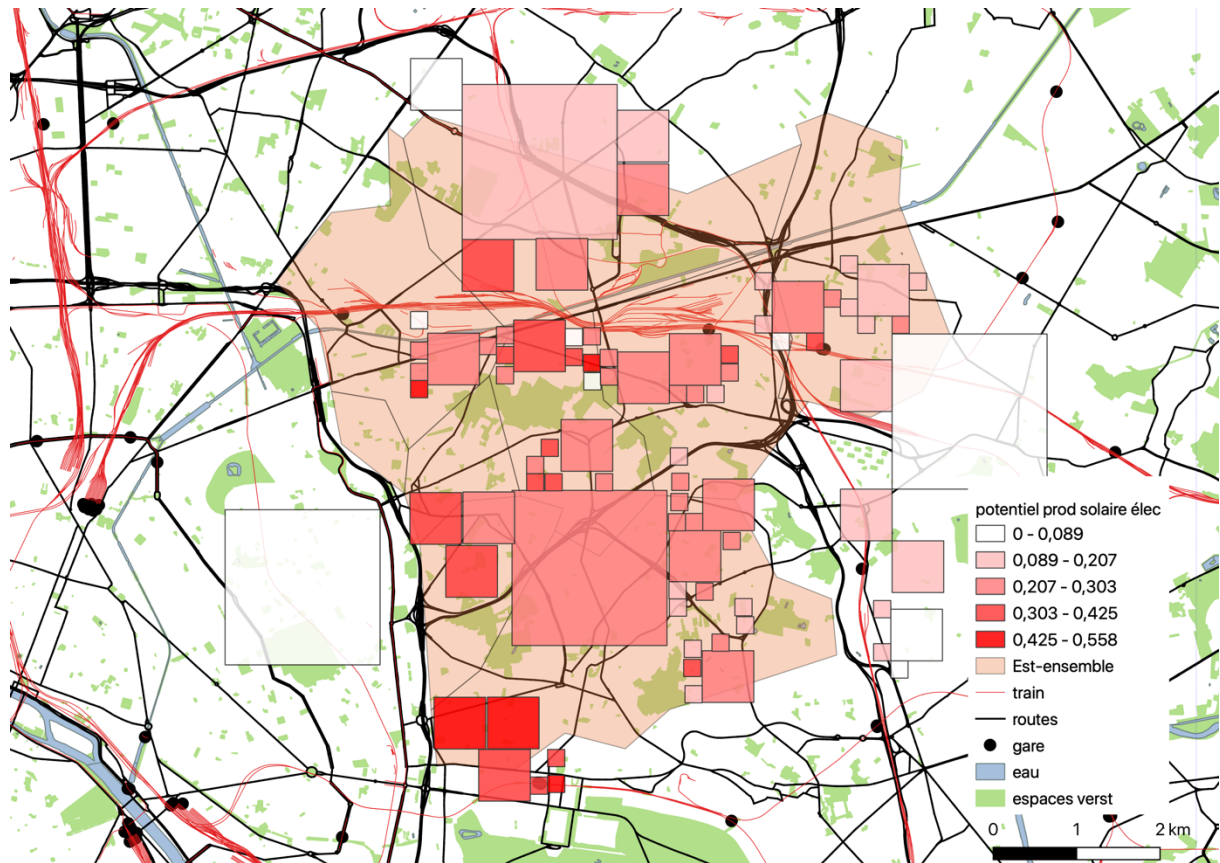 potentiel prod solaire élec
0 - 0,089
0,089 - 0,207
0,207 - 0,303
0,303 - 0,425
0,425 - 0,558
Est-ensemble
train
routes
gare
eau
espaces verst
0 1 2 km